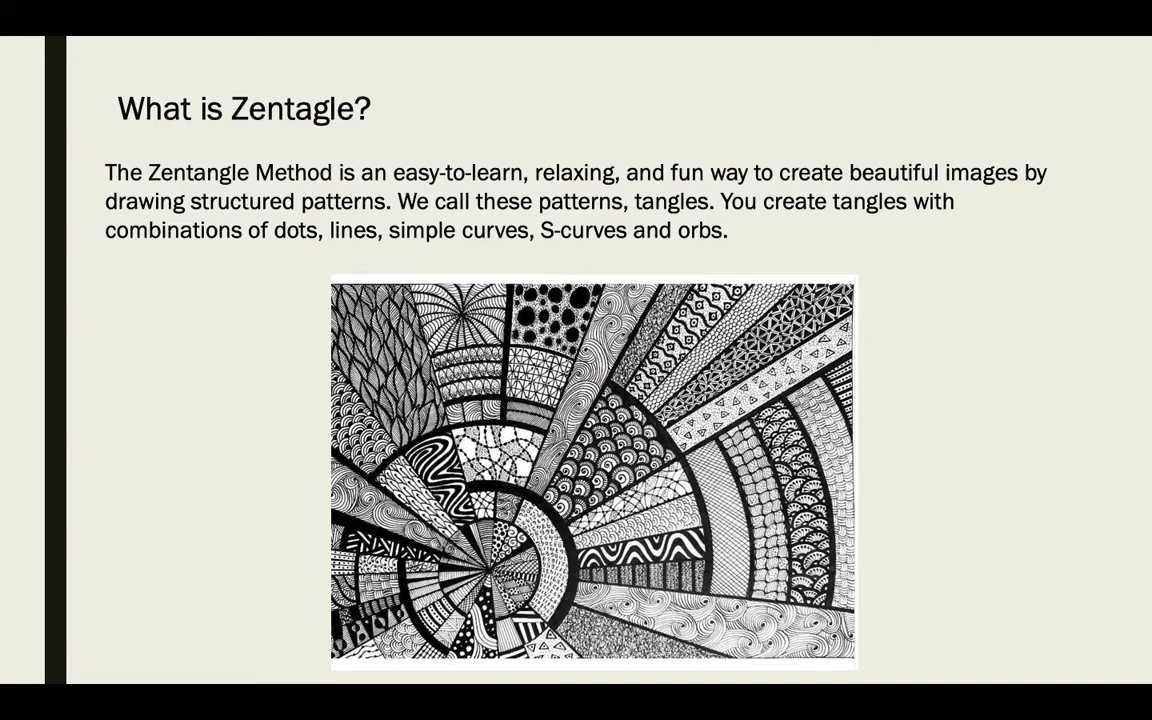 What is Zentagle?
The Zentangle Method is an easy-to-learn, relaxing, and fun way to create beautiful images by
drawing structured patterns. We call these patterns, tangles. You create tangles with
combinations of dots, lines, simple curves, S-curves and orbs.